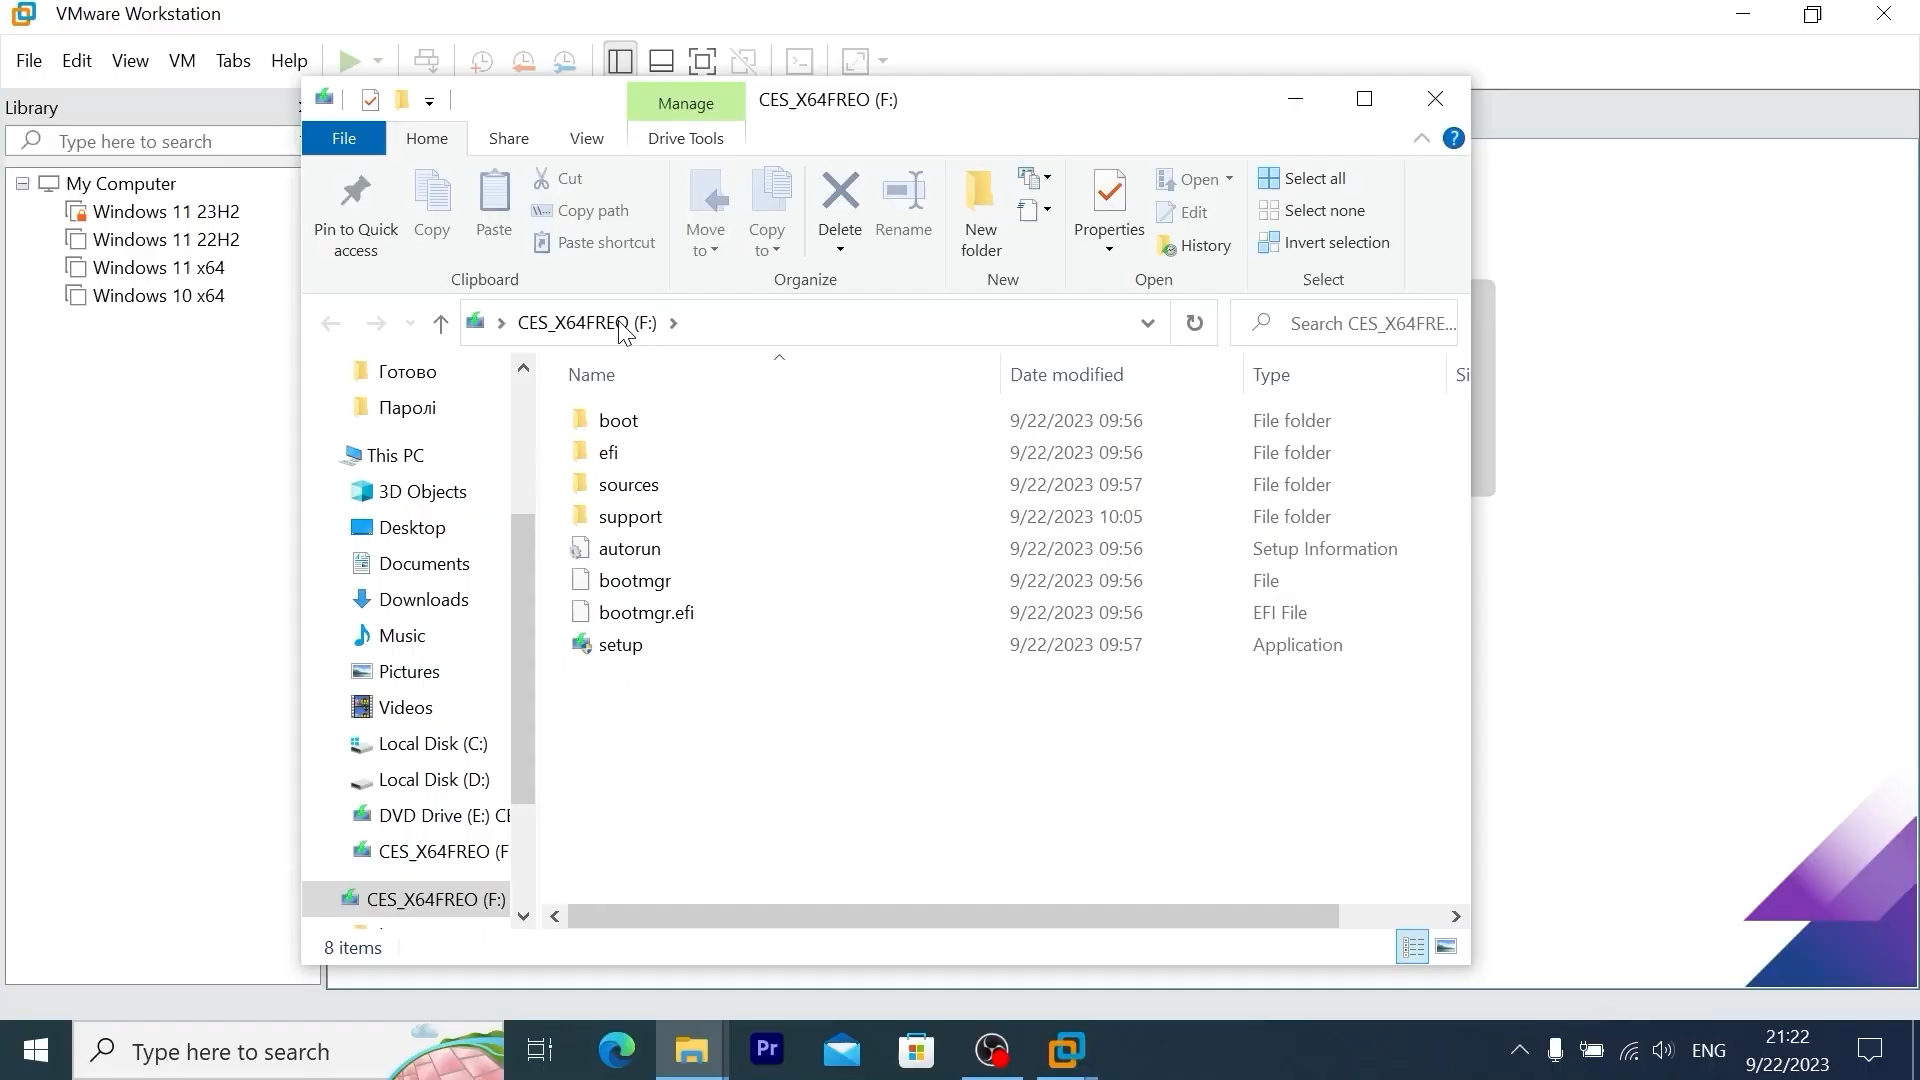 VMware Workstation
File Edit View VM Tabs Help
Library
Type here to search
My Computer
Windows 11 23H2
Windows 11 22H2
Windows 11 x64
Windows 10 x64
Manage
CES_X64FREO (F:)
File Home Share View Drive Tools
Pin to Quick access
Copy
Paste
Cut
Copy path
Paste shortcut
Clipboard
Move to
Copy to
Delete
Rename
Organize
New folder
New
Properties
Open
Edit
History
Open
Select all
Select none
Invert selection
Select
CES_X64FREO (F:)
Search CES_X64FRE...
Готово
Паролі
This PC
3D Objects
Desktop
Documents
Downloads
Music
Pictures
Videos
Local Disk (C:)
Local Disk (D:)
DVD Drive (E:) CE
CES_X64FREO (F
CES_X64FREO (F:)
Name Date modified Type Si
boot 9/22/2023 09:56 File folder
efi 9/22/2023 09:56 File folder
sources 9/22/2023 09:57 File folder
support 9/22/2023 10:05 File folder
autorun 9/22/2023 09:56 Setup Information
bootmgr 9/22/2023 09:56 File
bootmgr.efi 9/22/2023 09:56 EFI File
setup 9/22/2023 09:57 Application
8 items
Type here to search
Pr
ENG
21:22
9/22/2023